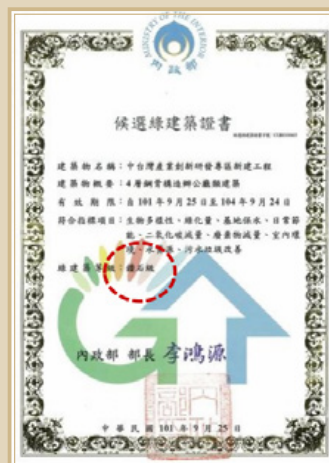 MINISTRY OF THE INTERIOR
內政部
候選綠建築證書
建築物名稱：中台灣產業創新研發專區新建工程
建築物概要：4層鋼骨構造辦公廳類建築
有效期限：自101年9月25日至104年9月24日
符合指標項目：生物多樣性、綠化量、基地保水、日常節
能、二氧化碳減量、廢棄物減量、室內環
境、水資源、污水垃圾改善
綠建築等級：鑽石級
內政部 部長 李鴻源
中華民國101年9月25日